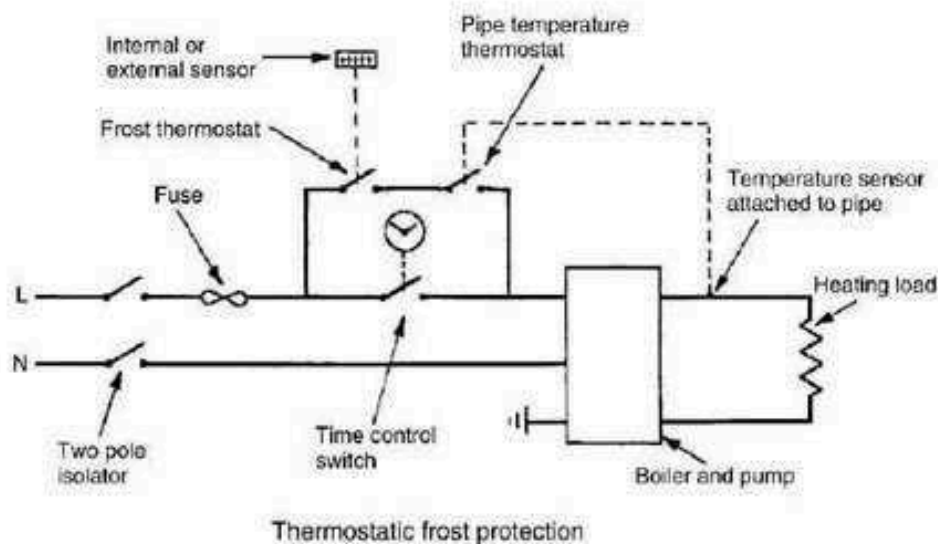 Internal or
external sensor
Pipe temperature
thermostat
Frost thermostat
Fuse
Temperature sensor
attached to pipe
Heating load
L
N
Two pole
isolator
Time control
switch
Boiler and pump
Thermostatic frost protection